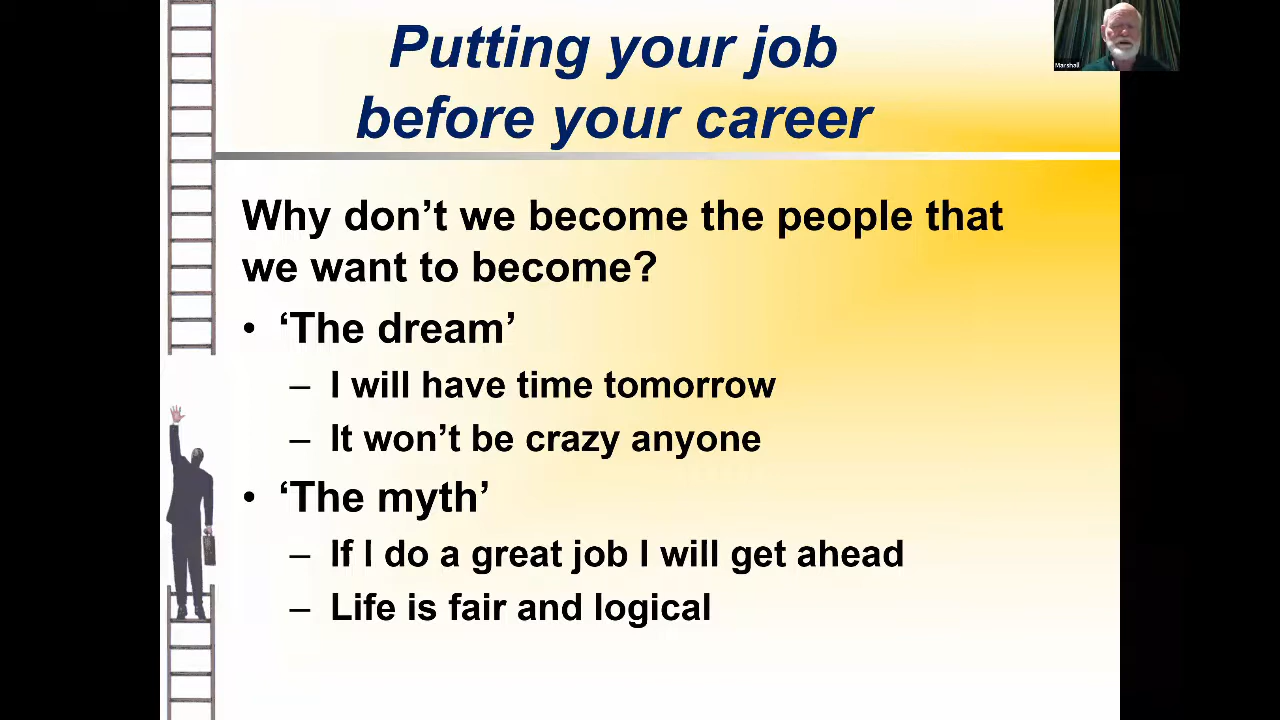 Putting your job
before your career
Marshall
Why don’t we become the people that
we want to become?
• ‘The dream’
– I will have time tomorrow
– It won’t be crazy anyone
• ‘The myth’
– If I do a great job I will get ahead
– Life is fair and logical